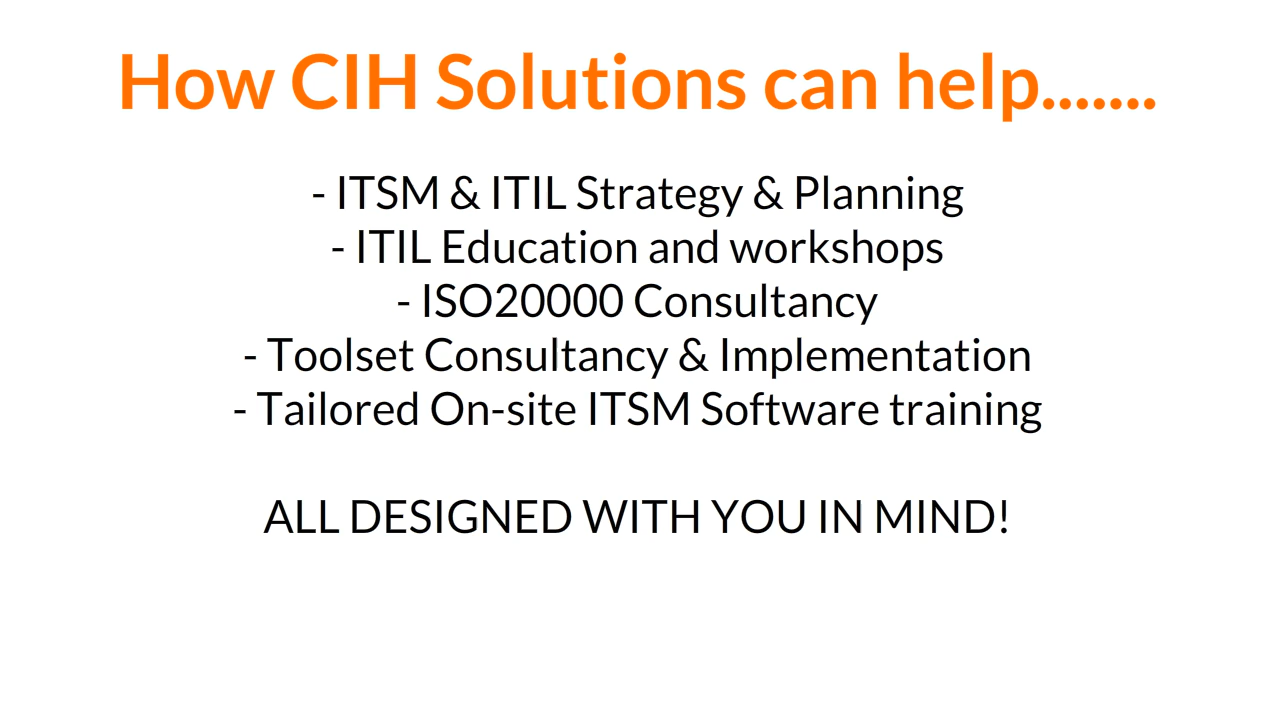 How CIH Solutions can help.......
- ITSM & ITIL Strategy & Planning
- ITIL Education and workshops
- ISO20000 Consultancy
- Toolset Consultancy & Implementation
- Tailored On-site ITSM Software training
ALL DESIGNED WITH YOU IN MIND!